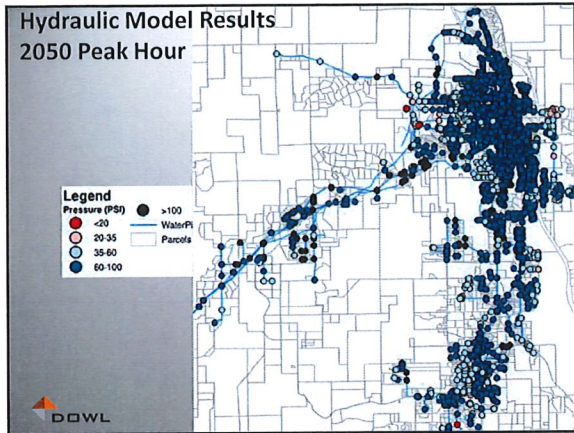 Hydraulic Model Results
2050 Peak Hour
Legend
Pressure (PSI)
<20
20-35
35-60
60-100
>100
WaterPi
Parcels
DOWL